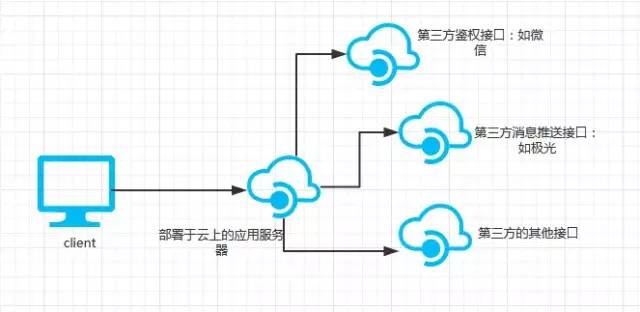 第三方鉴权接口：如微
信
第三方消息推送接口：
如极光
client
部署于云上的应用服务
器
第三方的其他接口